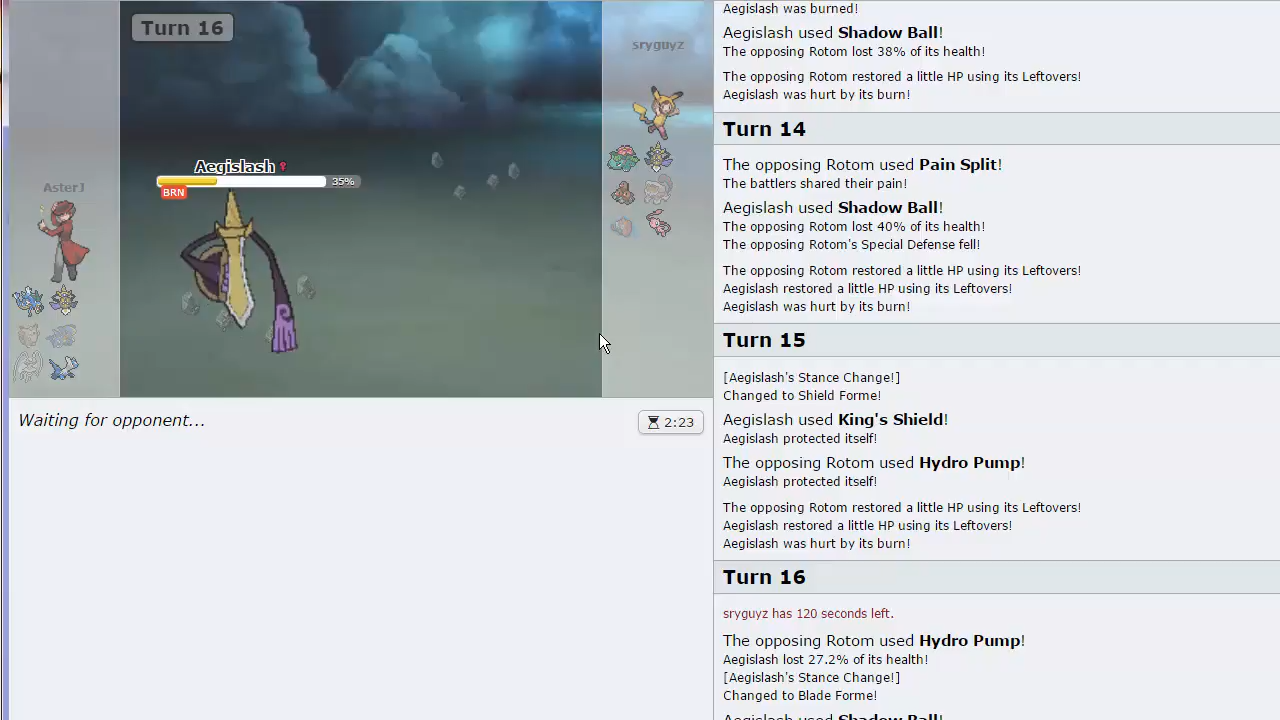 Turn 16
sryguyz
Aegislash
35%
BRN
AsterJ
Waiting for opponent...
2:23
Aegislash was burned!
Aegislash used Shadow Ball!
The opposing Rotom lost 38% of its health!
The opposing Rotom restored a little HP using its Leftovers!
Aegislash was hurt by its burn!
Turn 14
The opposing Rotom used Pain Split!
The battlers shared their pain!
Aegislash used Shadow Ball!
The opposing Rotom lost 40% of its health!
The opposing Rotom's Special Defense fell!
The opposing Rotom restored a little HP using its Leftovers!
Aegislash restored a little HP using its Leftovers!
Aegislash was hurt by its burn!
Turn 15
[Aegislash's Stance Change!]
Changed to Shield Forme!
Aegislash used King's Shield!
Aegislash protected itself!
The opposing Rotom used Hydro Pump!
Aegislash protected itself!
The opposing Rotom restored a little HP using its Leftovers!
Aegislash restored a little HP using its Leftovers!
Aegislash was hurt by its burn!
Turn 16
sryguyz has 120 seconds left.
The opposing Rotom used Hydro Pump!
Aegislash lost 27.2% of its health!
[Aegislash's Stance Change!]
Changed to Blade Forme!
Aegislash used Shadow Ball!